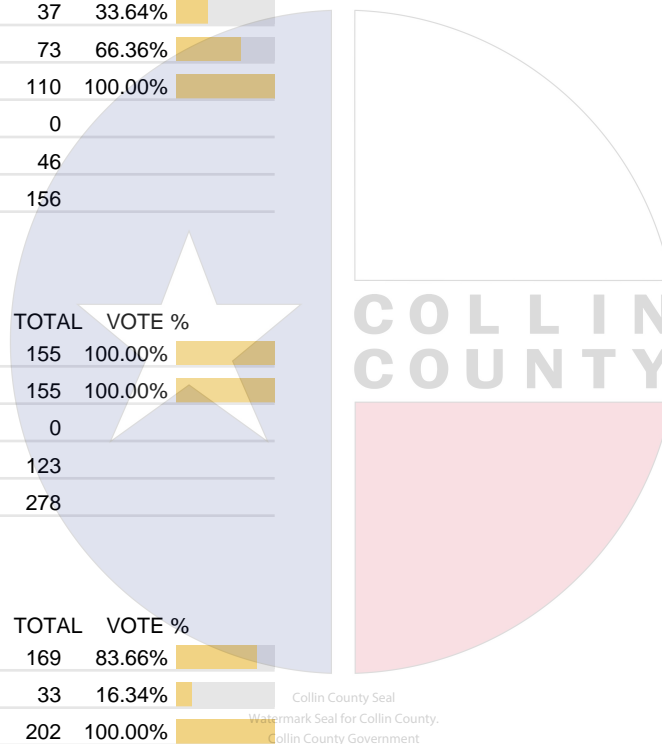 37 33.64%
73 66.36%
110 100.00%
0
46
156
TOTAL VOTE %
155 100.00%
155 100.00%
0
123
278
COLLIN
COUNTY
TOTAL VOTE %
169 83.66%
33 16.34%
202 100.00%
Collin County Seal
Watermark Seal for Collin County.
Collin County Government